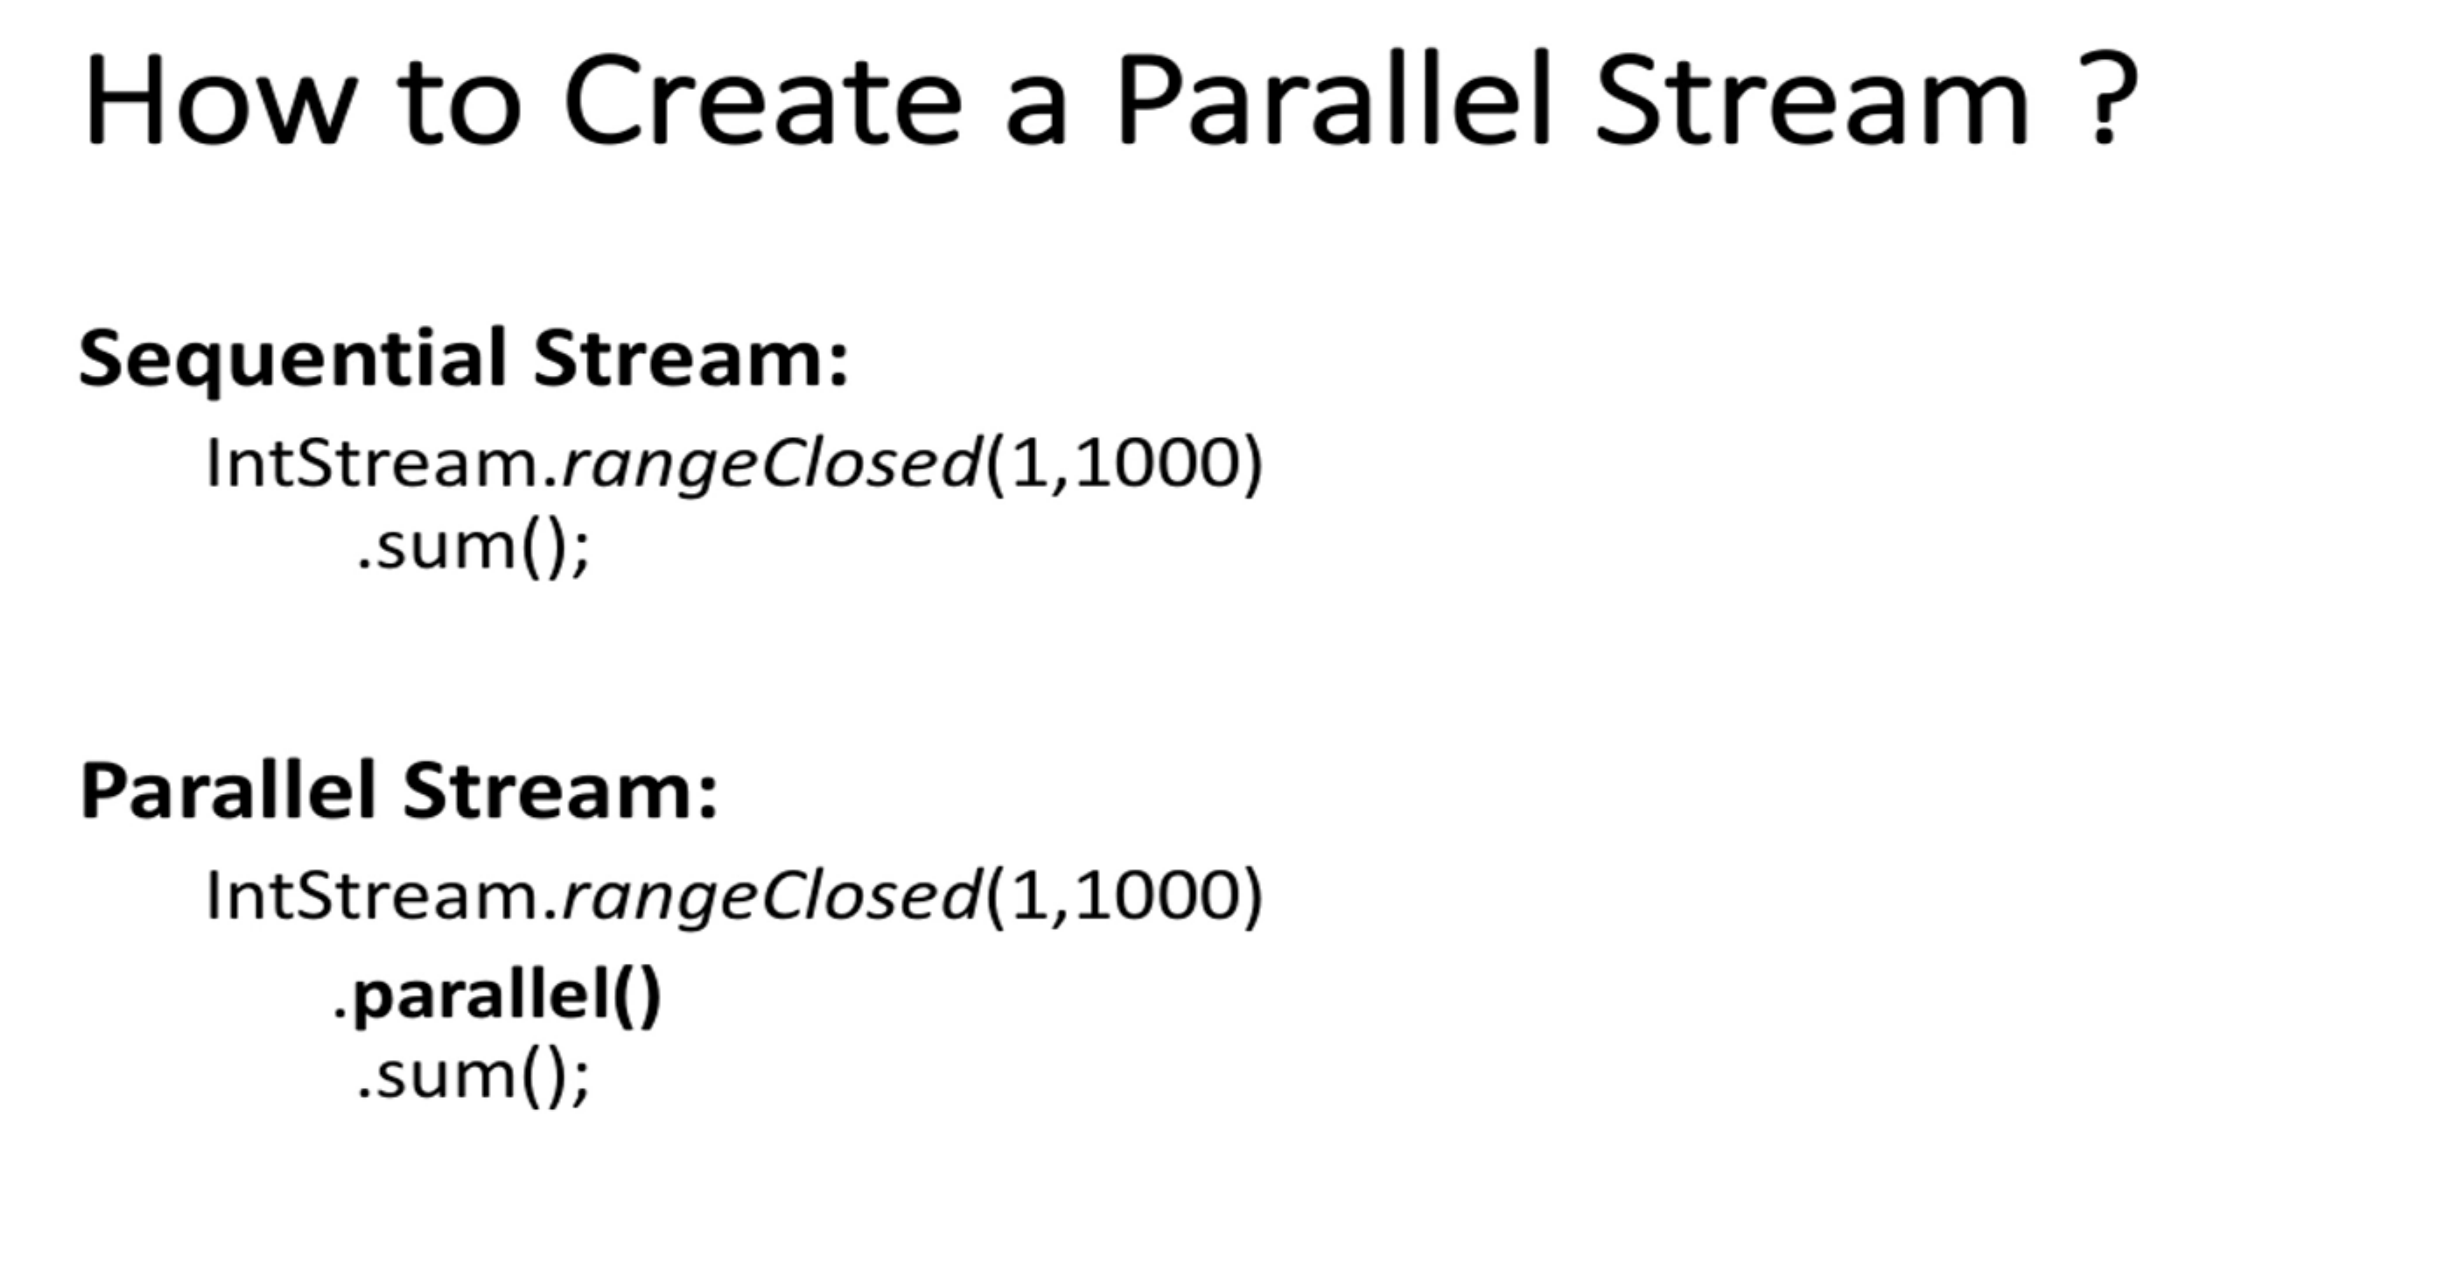 How to Create a Parallel Stream ?
Sequential Stream:
IntStream.rangeClosed(1,1000)
.sum();
Parallel Stream:
IntStream.rangeClosed(1,1000)
.parallel()
.sum();